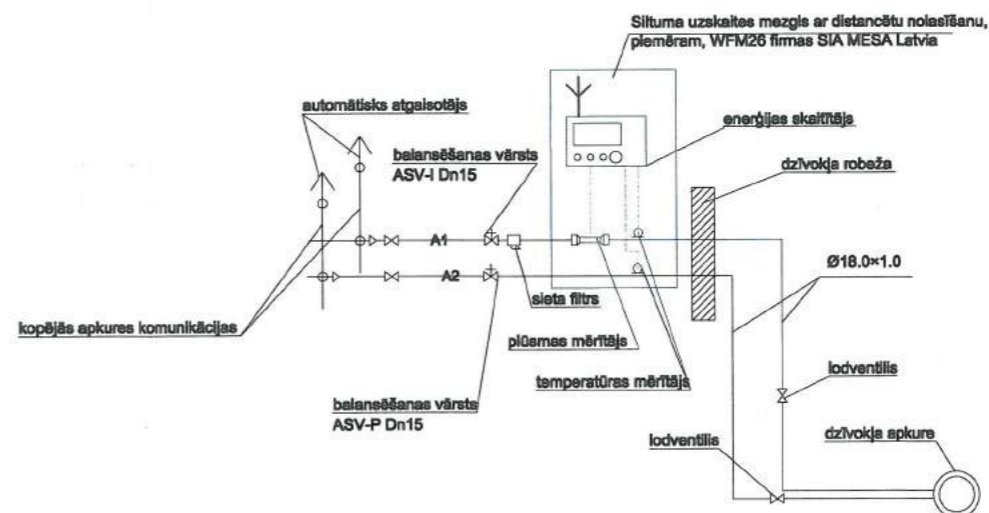 Siltuma uzskaites mezgls ar distancētu nolasīšanu,
piemēram, WFM26 firmas SIA MESA Latvia
automātisks atgaisotājs
enerģijas skaitītājs
balansēšanas vārsts
ASV-I Dn15
dzīvokļa robeža
A1
A2
Ø18.0×1.0
sieta filtrs
kopējās apkures komunikācijas
plūsmas mērītājs
temperatūras mērītājs
lodventilis
balansēšanas vārsts
ASV-P Dn15
lodventilis
dzīvokļa apkure